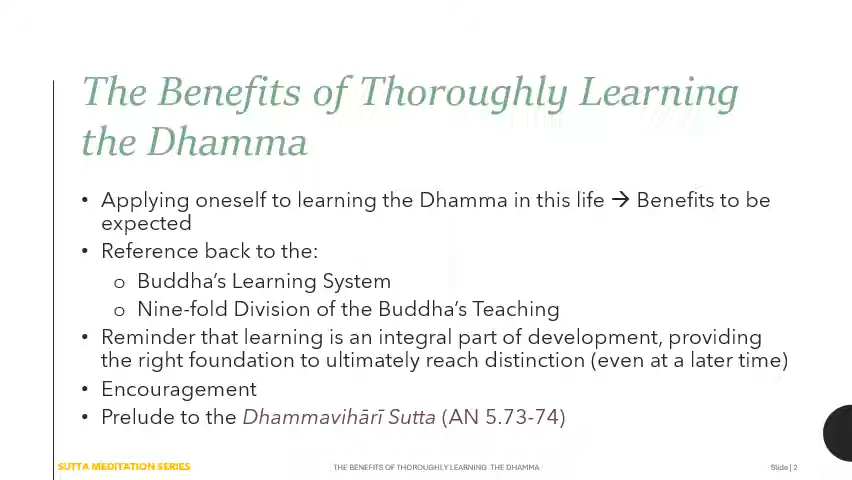 The Benefits of Thoroughly Learning
the Dhamma
• Applying oneself to learning the Dhamma in this life → Benefits to be
expected
• Reference back to the:
o Buddha's Learning System
o Nine-fold Division of the Buddha's Teaching
• Reminder that learning is an integral part of development, providing
the right foundation to ultimately reach distinction (even at a later time)
• Encouragement
• Prelude to the Dhammavihārī Sutta (AN 5.73-74)
SUTTA MEDITATION SERIES
THE BENEFITS OF THOROUGHLY LEARNING THE DHAMMA
Slide | 2